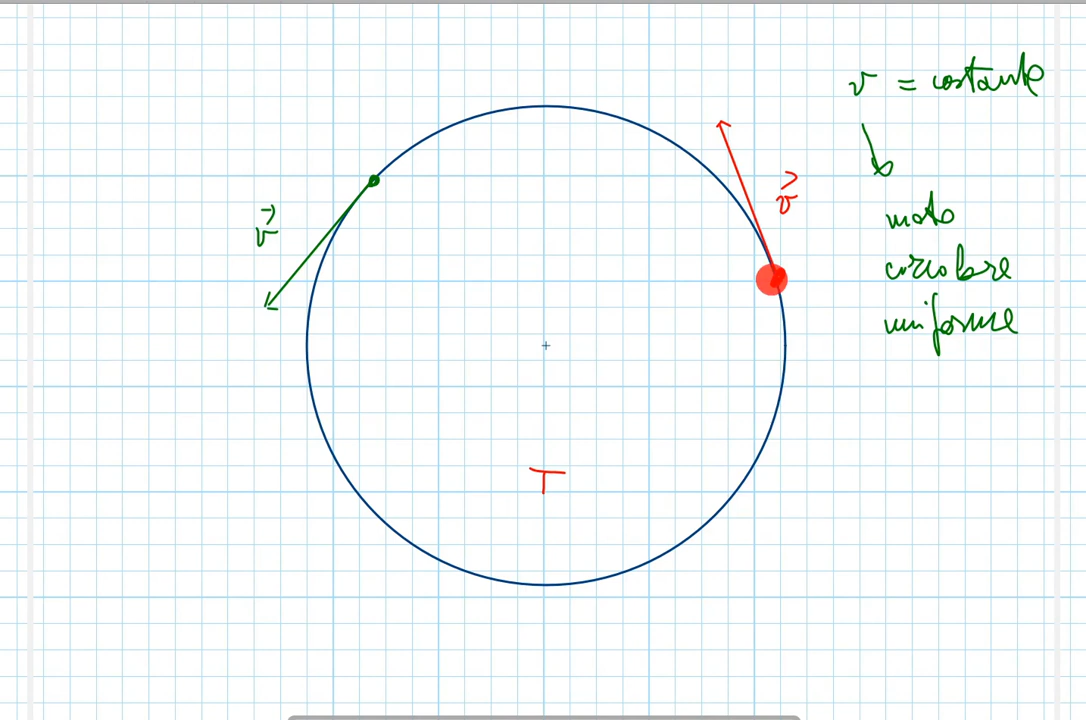 v = costante
moto
circolare
uniforme
v⃗
v⃗
T